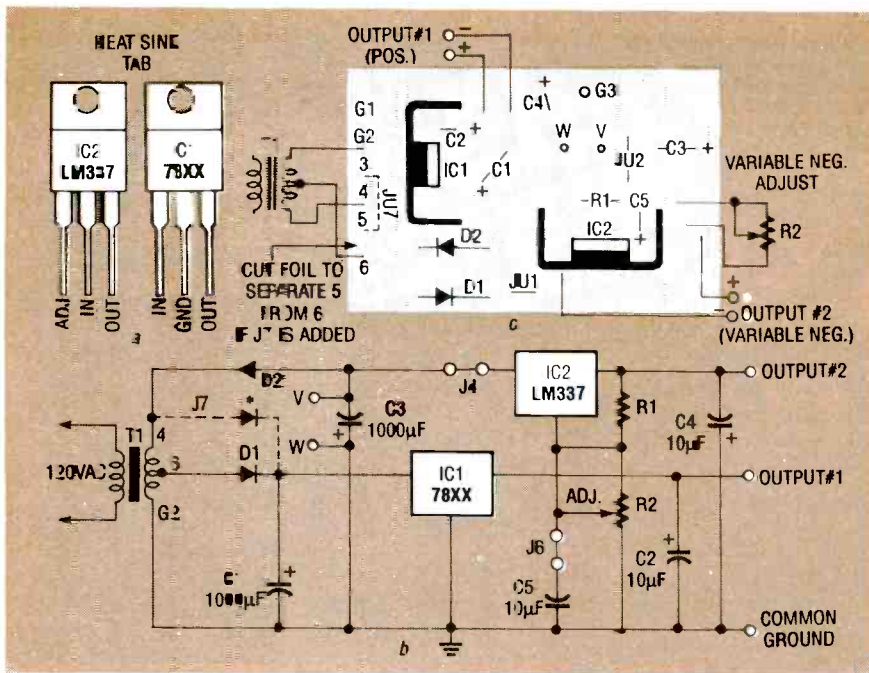 HEAT SINE
TAB
IC2
LM337
78XX
ADJ
IN
OUT
IN
GND
OUT
a
OUTPUT#1
(POS.)
−
+
G1
G2
3
4
5
6
JU7
C2
IC1
C1
+
C4
G3
W
V
JU2
C3
+
R1
C5
IC2
D2
D1
JU1
c
VARIABLE NEG.
ADJUST
R2
+
−
OUTPUT #2
(VARIABLE NEG.)
CUT FOIL TO
SEPARATE 5
FROM 6
IF J7 IS ADDED
D2
J7
*
T1
4
120VAC
D1
G2
V
W
C3
1000µF
J4
IC2
LM337
R1
OUTPUT#2
C4
10µF
IC1
78XX
OUTPUT#1
ADJ.
R2
J6
C5
10µF
C2
10µF
1000µF
COMMON
GROUND
b